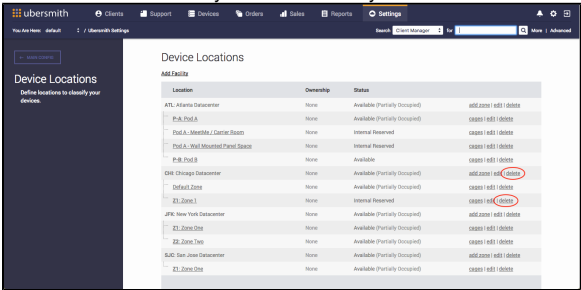 ubersmith Clients Support Devices Orders Sales Reports Settings
You Are Here: default / Ubersmith Settings Search Client Manager for More | Advanced
← MAIN CONFIG
Device Locations
Define locations to classify your
devices.
Device Locations
Add Facility
Location Ownership Status
ATL: Atlanta Datacenter None Available (Partially Occupied) add zone | edit | delete
P-A: Pod A None Available (Partially Occupied) cages | edit | delete
Pod A - MeetMe / Carrier Room None Internal Reserved cages | edit | delete
Pod A - Wall Mounted Panel Space None Internal Reserved cages | edit | delete
P-B: Pod B None Available cages | edit | delete
CHI: Chicago Datacenter None Available (Partially Occupied) add zone | edit | delete
Default Zone None Available (Partially Occupied) cages | edit | delete
Z1: Zone 1 None Internal Reserved cages | edit | delete
JFK: New York Datacenter None Available (Partially Occupied) add zone | edit | delete
Z1: Zone One None Available (Partially Occupied) cages | edit | delete
Z2: Zone Two None Available (Partially Occupied) cages | edit | delete
SJC: San Jose Datacenter None Available (Partially Occupied) add zone | edit | delete
Z1: Zone One None Available (Partially Occupied) cages | edit | delete